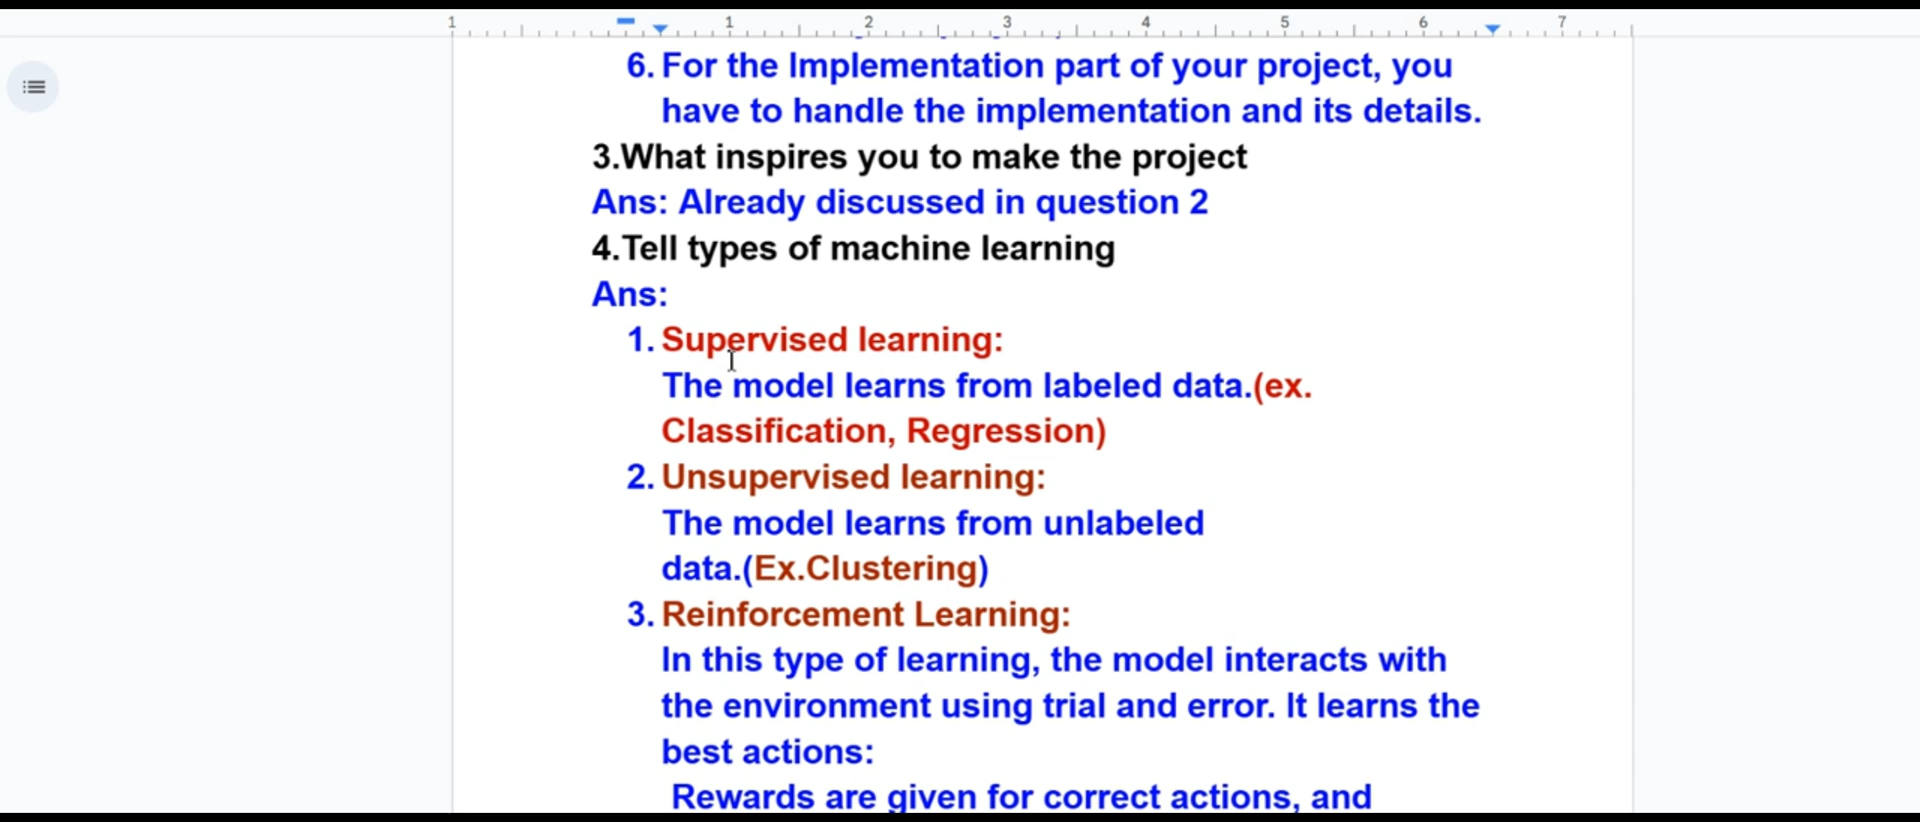 1 1 2 3 4 5 6 7
6. For the Implementation part of your project, you
have to handle the implementation and its details.
3.What inspires you to make the project
Ans: Already discussed in question 2
4.Tell types of machine learning
Ans:
1. Supervised learning:
The model learns from labeled data.(ex.
Classification, Regression)
2. Unsupervised learning:
The model learns from unlabeled
data.(Ex.Clustering)
3. Reinforcement Learning:
In this type of learning, the model interacts with
the environment using trial and error. It learns the
best actions:
Rewards are given for correct actions, and